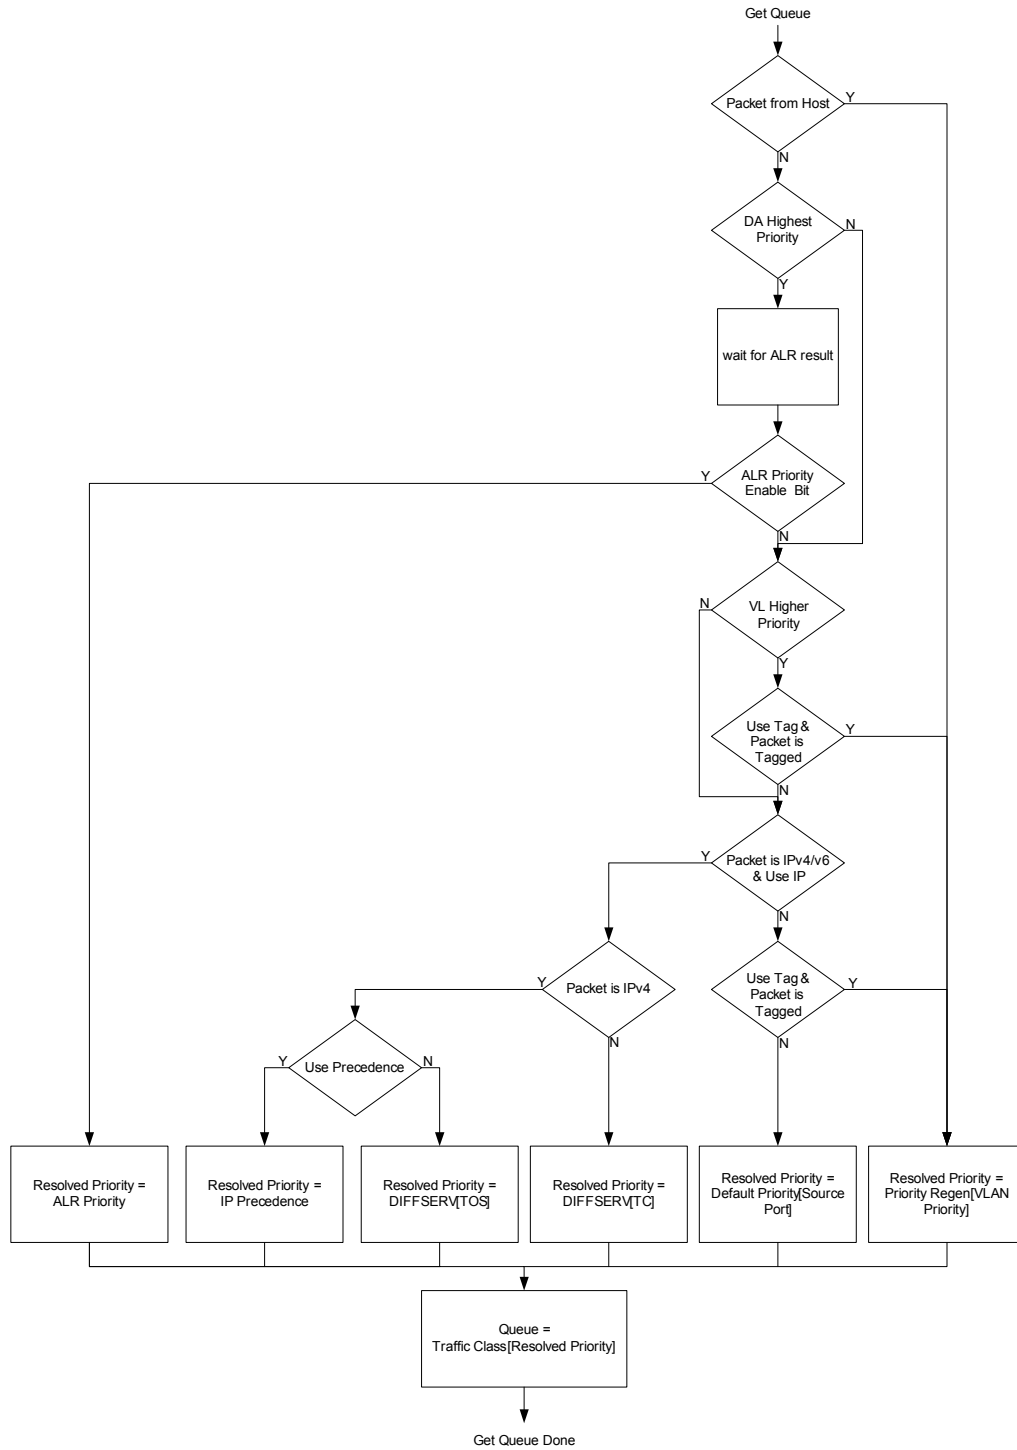 Get Queue
Packet from Host
Y
N
DA Highest
Priority
N
Y
wait for ALR result
Y
ALR Priority
Enable Bit
N
N
VL Higher
Priority
Y
Use Tag &
Packet is
Tagged
Y
N
Y
Packet is IPv4/v6
& Use IP
N
Y
Packet is IPv4
N
Use Tag &
Packet is
Tagged
Y
N
Y
Use Precedence
N
Resolved Priority =
ALR Priority
Resolved Priority =
IP Precedence
Resolved Priority =
DIFFSERV[TOS]
Resolved Priority =
DIFFSERV[TC]
Resolved Priority =
Default Priority[Source
Port]
Resolved Priority =
Priority Regen[VLAN
Priority]
Queue =
Traffic Class[Resolved Priority]
Get Queue Done